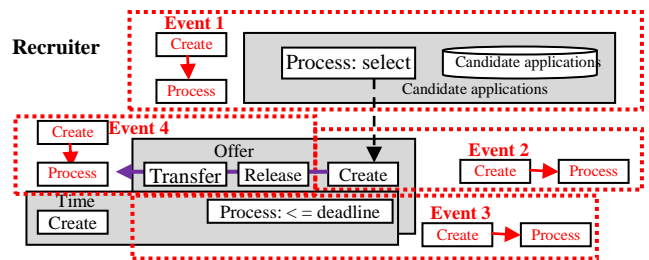 Event 1
Recruiter
Create
Process
Process: select
Candidate applications
Candidate applications
Create
Event 4
Process
Offer
Transfer
Release
Create
Event 2
Create
Process
Time
Create
Process: < = deadline
Event 3
Create
Process